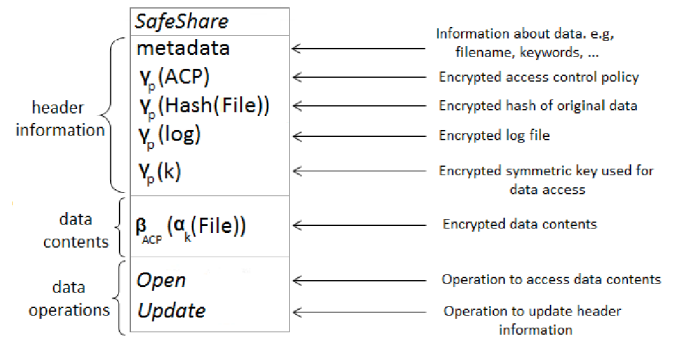 SafeShare
header
information
metadata
Information about data. e.g,
filename, keywords, ...
γp(ACP)
Encrypted access control policy
γp(Hash(File))
Encrypted hash of original data
γp(log)
Encrypted log file
γp(k)
Encrypted symmetric key used for
data access
data
contents
βACP (αk(File))
Encrypted data contents
data
operations
Open
Operation to access data contents
Update
Operation to update header
information